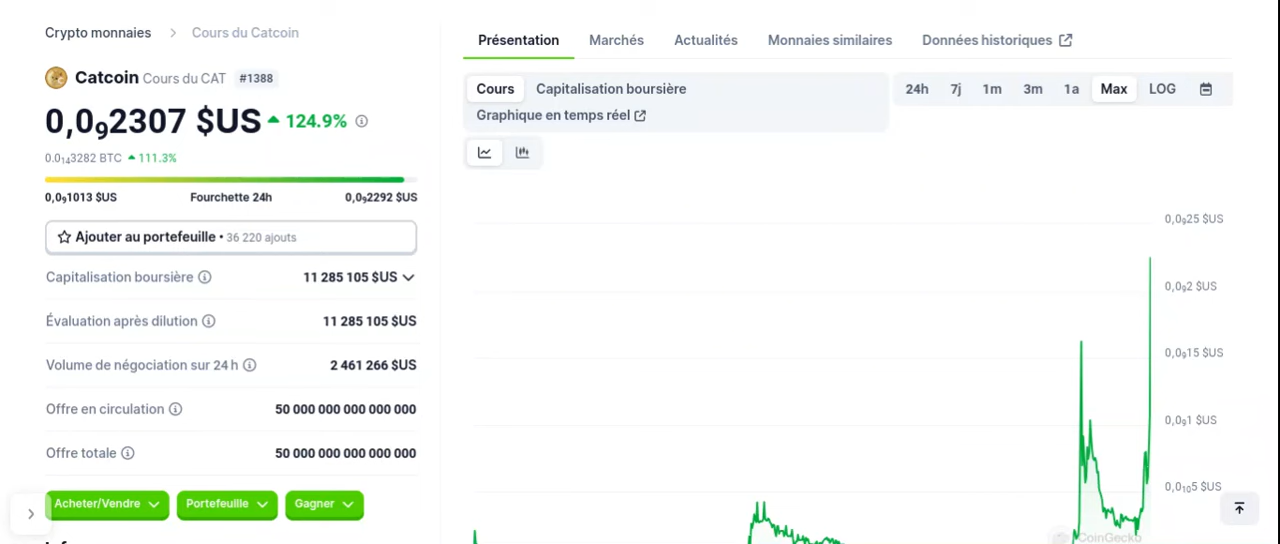 Crypto monnaies > Cours du Catcoin
Catcoin Cours du CAT #1388
0,0₉2307 $US ▲ 124.9%
0.0₁₄3282 BTC ▲ 111.3%
0,0₉1013 $US Fourchette 24h 0,0₉2292 $US
Ajouter au portefeuille • 36 220 ajouts
Capitalisation boursière 11 285 105 $US
Évaluation après dilution 11 285 105 $US
Volume de négociation sur 24 h 2 461 266 $US
Offre en circulation 50 000 000 000 000 000
Offre totale 50 000 000 000 000 000
Acheter/Vendre Portefeuille Gagner
Présentation Marchés Actualités Monnaies similaires Données historiques
Cours Capitalisation boursière
Graphique en temps réel
24h 7j 1m 3m 1a Max LOG
0,0₉25 $US
0,0₉2 $US
0,0₉15 $US
0,0₉1 $US
0,0₁₀5 $US
CoinGecko